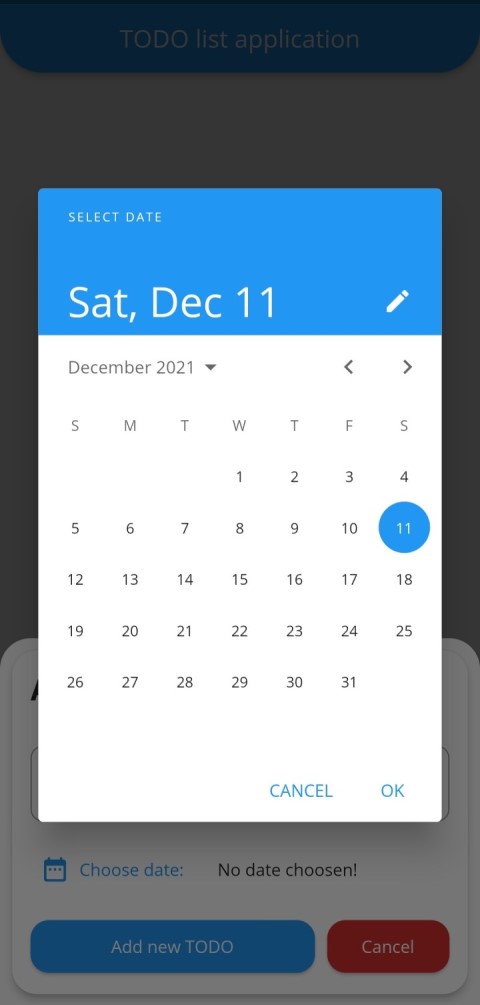 TODO list application
SELECT DATE
Sat, Dec 11
December 2021
S M T W T F S
1 2 3 4
5 6 7 8 9 10 11
12 13 14 15 16 17 18
19 20 21 22 23 24 25
26 27 28 29 30 31
CANCEL OK
Choose date: No date choosen!
Add new TODO Cancel